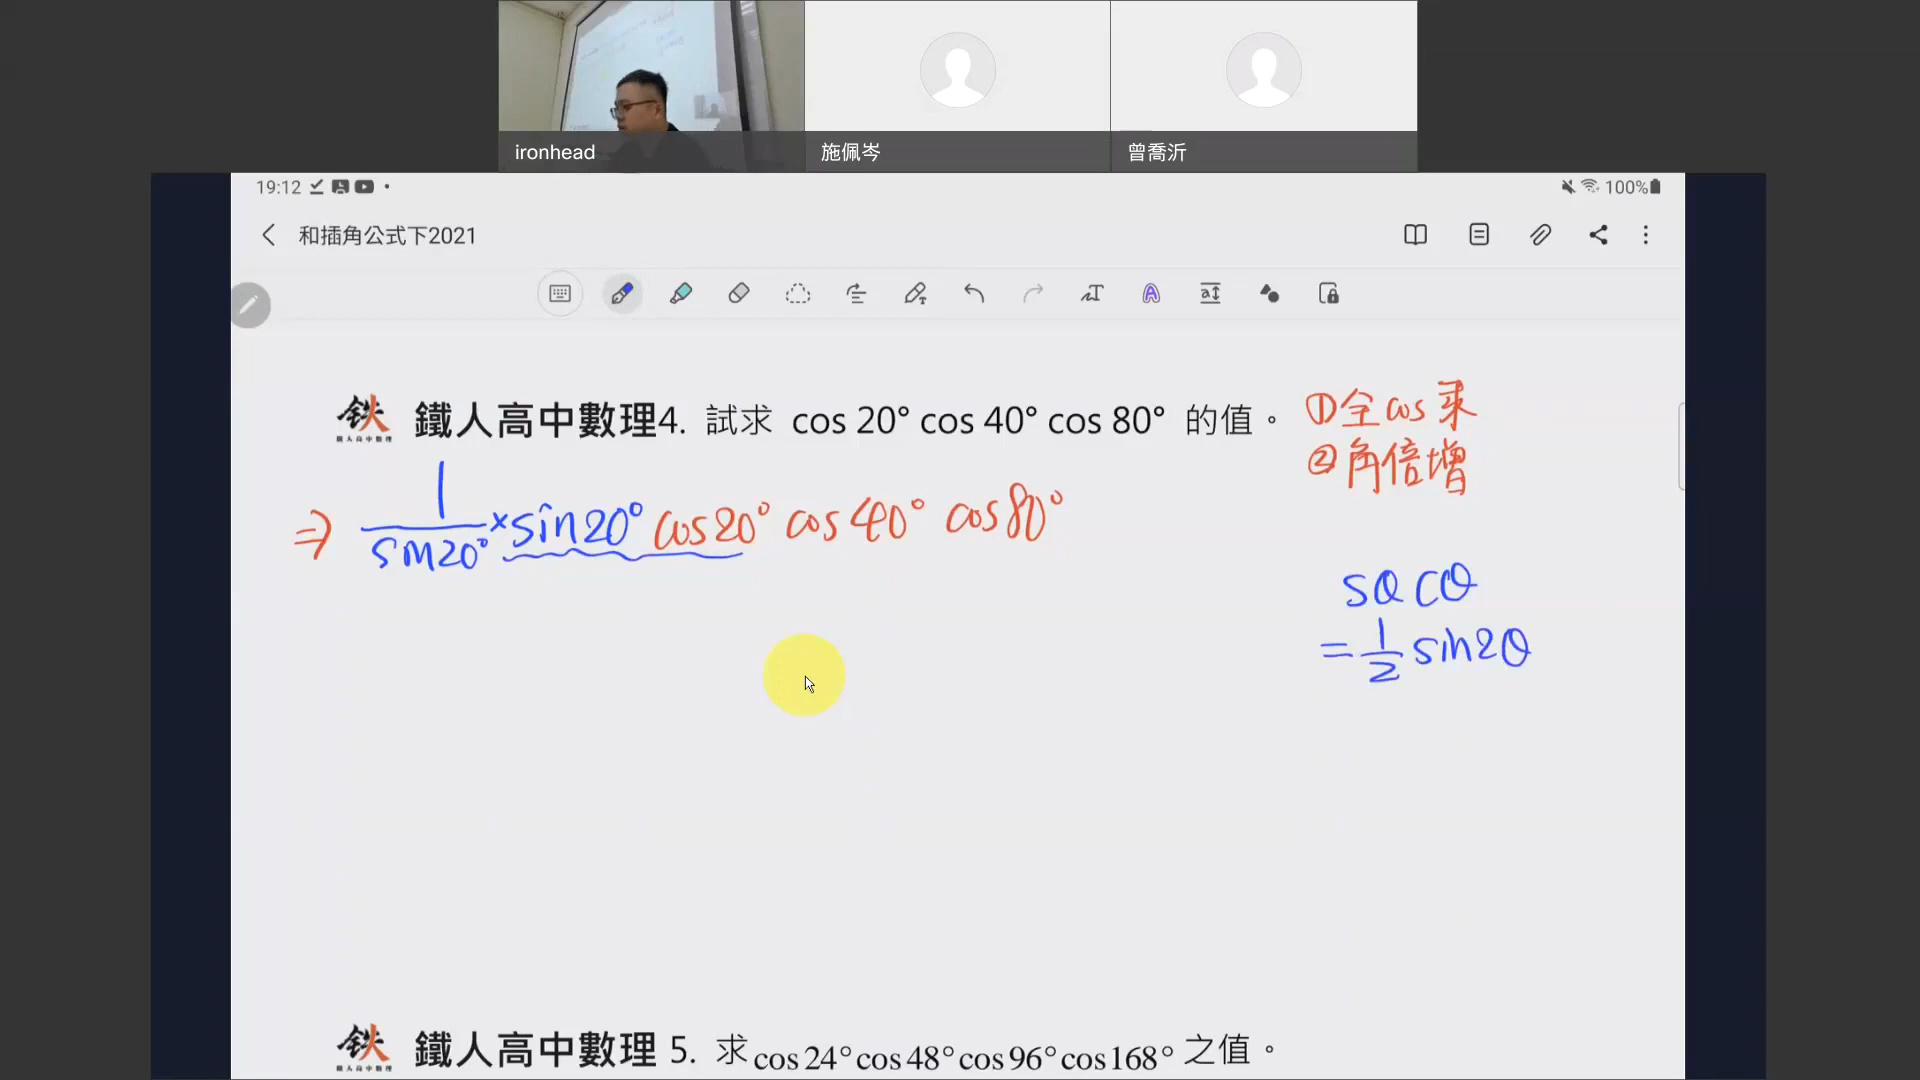 ironhead
施佩岑
曾喬沂
19:12
100%
和插角公式下2021
鐵人高中數理4. 試求 cos 20° cos 40° cos 80° 的值。
①全cos乘
②角倍增
⇒ 1/sin20° × sin20° cos20° cos40° cos80°
sθ cθ
= 1/2 sin2θ
鐵人高中數理 5. 求 cos 24° cos 48° cos 96° cos 168° 之值。